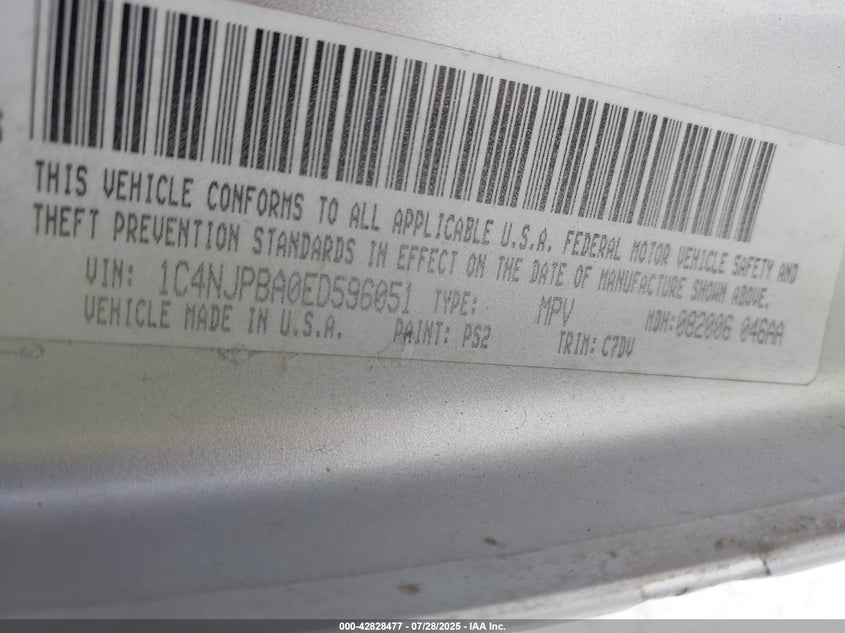 THIS VEHICLE CONFORMS TO ALL APPLICABLE U.S.A. FEDERAL MOTOR VEHICLE SAFETY AND
THEFT PREVENTION STANDARDS IN EFFECT ON THE DATE OF MANUFACTURE SHOWN ABOVE.
VIN: 1C4NJPBA0ED596051 TYPE: MPV MDH: 082006 046AA
VEHICLE MADE IN U.S.A. PAINT: PS2 TRIM: C7DV
000-42828477 - 07/28/2025 - IAA Inc.